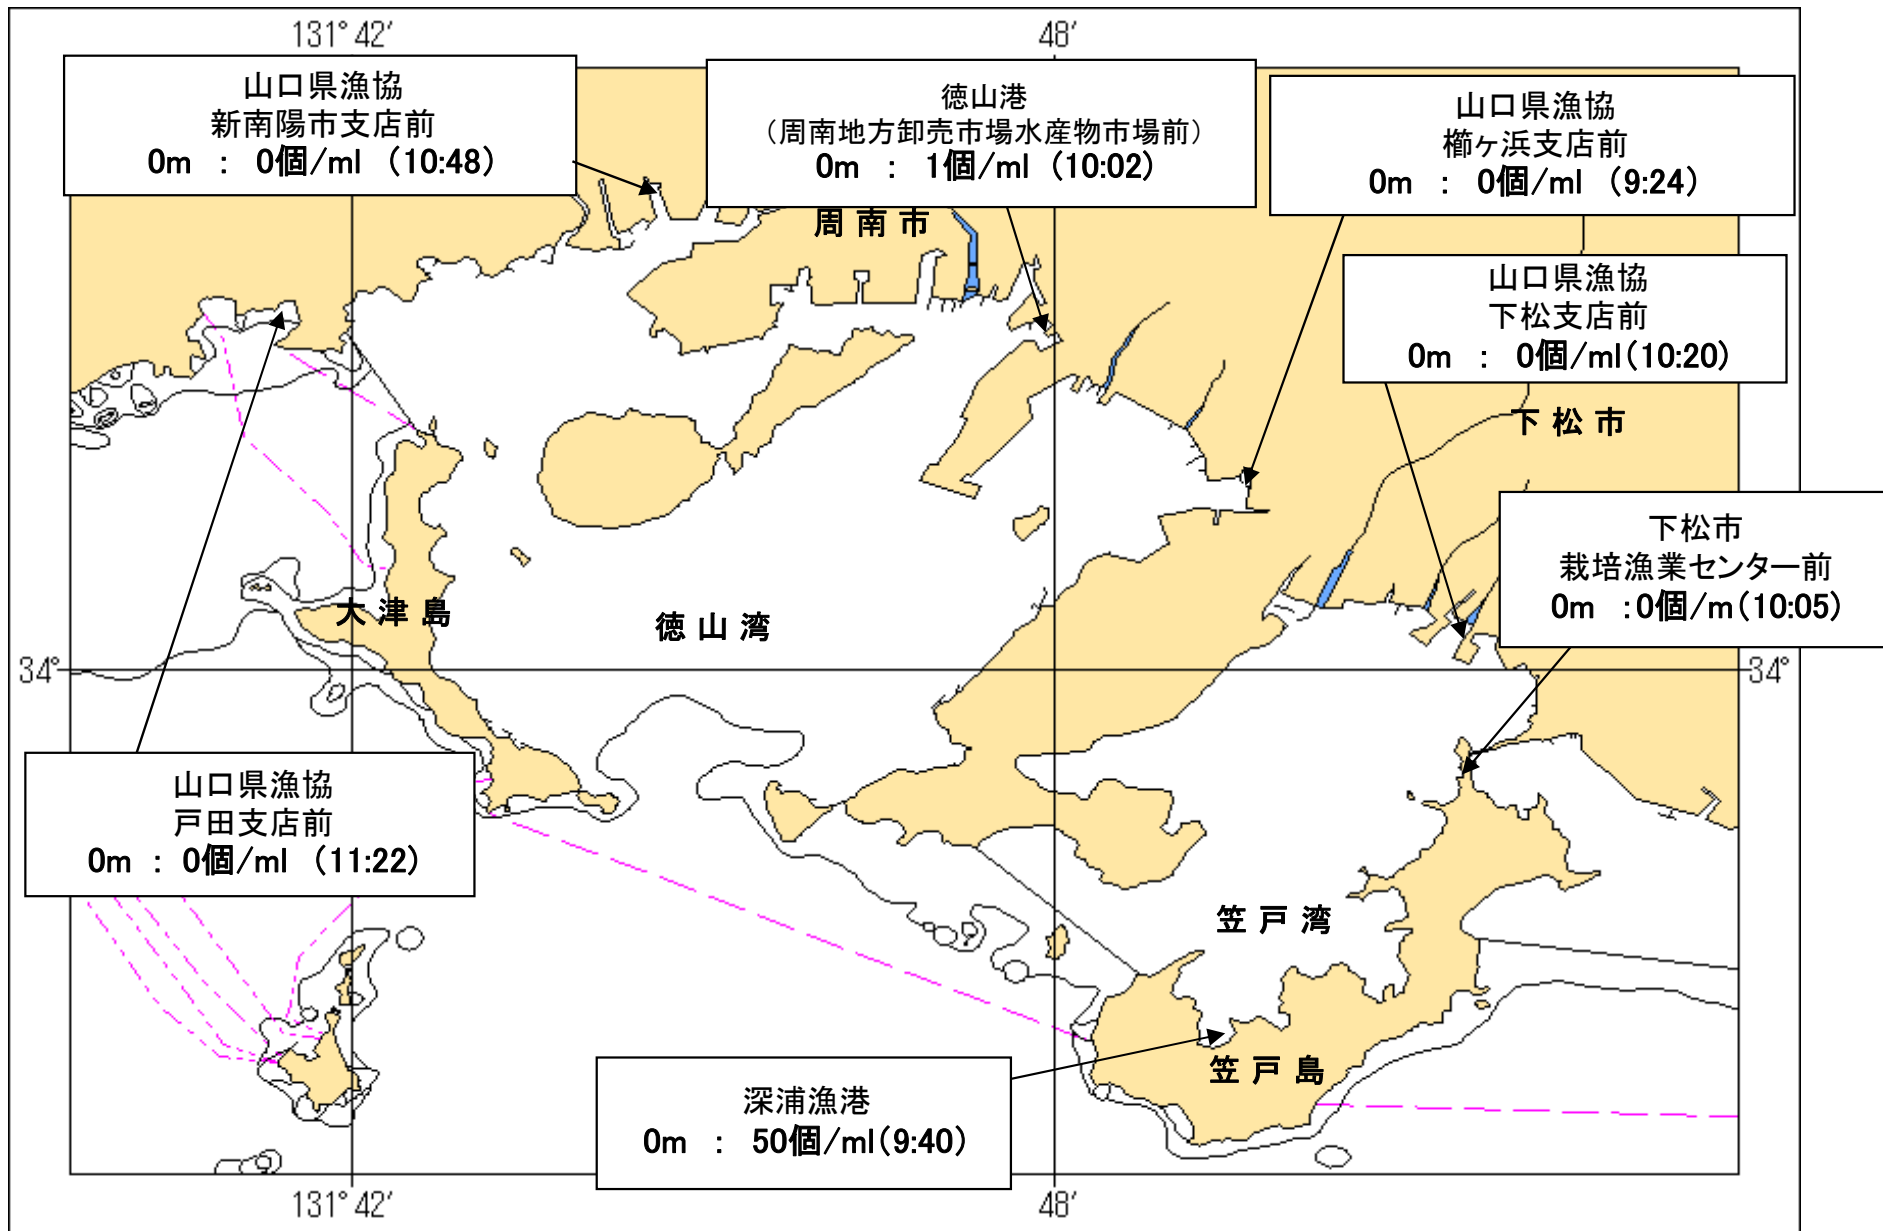 131°42′
48′
山口県漁協
新南陽市支店前
0m : 0個/ml (10:48)
徳山港
(周南地方卸売市場水産物市場前)
0m : 1個/ml (10:02)
山口県漁協
櫛ヶ浜支店前
0m : 0個/ml (9:24)
周南市
山口県漁協
下松支店前
0m : 0個/ml(10:20)
下松市
下松市
栽培漁業センター前
0m :0個/m(10:05)
大津島
徳山湾
34°
34°
山口県漁協
戸田支店前
0m : 0個/ml (11:22)
笠戸湾
笠戸島
深浦漁港
0m : 50個/ml(9:40)
131°42′
48′